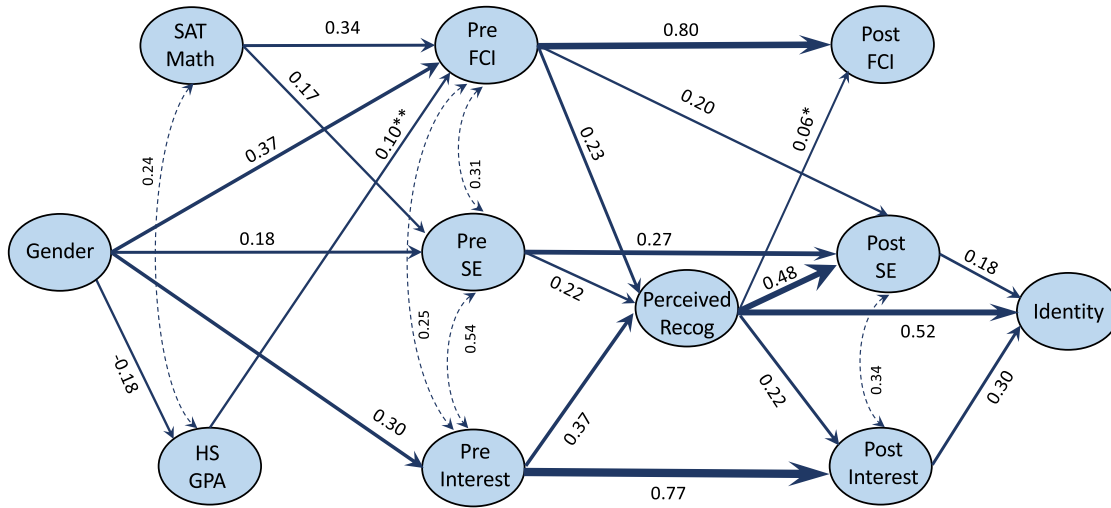 SAT
Math
0.34
Pre
FCI
0.80
Post
FCI
0.17
0.20
0.37
0.10**
0.23
0.06*
0.24
0.31
Gender
0.18
Pre
SE
0.27
Post
SE
0.18
0.22
Perceived
Recog
0.48
Identity
0.52
-0.18
0.25
0.54
0.34
0.22
0.30
0.30
0.37
HS
GPA
Pre
Interest
0.77
Post
Interest